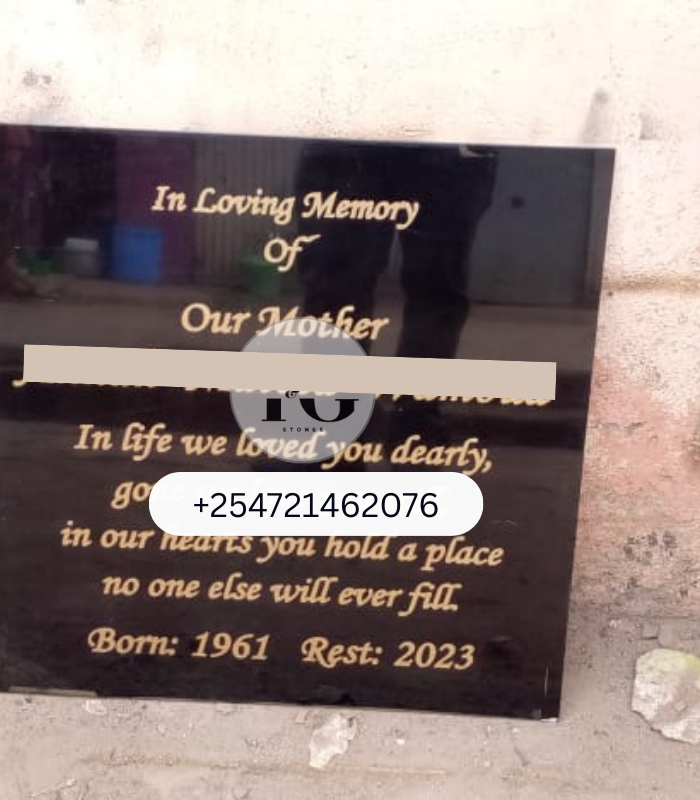 In Loving Memory
Of
Our Mother
&
STONES
In life we loved you dearly,
+254721462076
in our hearts you hold a place
no one else will ever fill.
Born: 1961 Rest: 2023